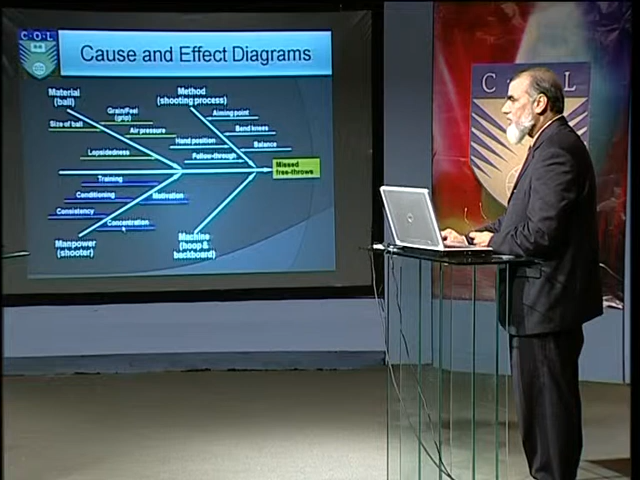 C·O·L
Cause and Effect Diagrams
Material
(ball)
Method
(shooting process)
Grain/Feel
(grip)
Aiming point
Size of ball
Air pressure
Bend knees
Hand position
Balance
Lopsidedness
Follow-through
Missed
free-throws
Training
Conditioning
Motivation
Consistency
Concentration
Manpower
(shooter)
Machine
(hoop &
backboard)
C O L